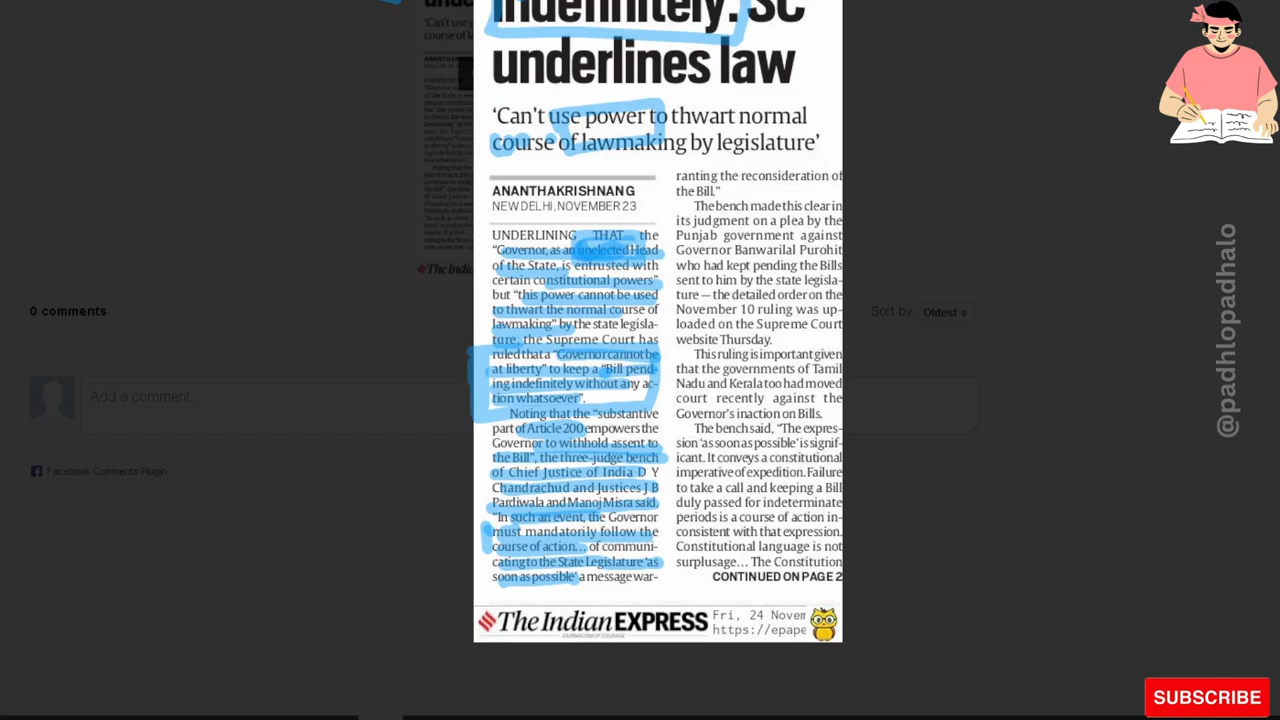 indefinitely: SC
underlines law
‘Can’t use power to thwart normal
course of lawmaking by legislature’
ANANTHAKRISHNAN G
NEW DELHI, NOVEMBER 23
UNDERLINING THAT the
“Governor, as an unelected Head
of the State, is entrusted with
certain constitutional powers”
but “this power cannot be used
to thwart the normal course of
lawmaking” by the state legisla-
ture, the Supreme Court has
ruled that a “Governor cannot be
at liberty” to keep a “Bill pend-
ing indefinitely without any ac-
tion whatsoever”.
Noting that the “substantive
part of Article 200 empowers the
Governor to withhold assent to
the Bill”, the three-judge bench
of Chief Justice of India D Y
Chandrachud and Justices J B
Pardiwala and Manoj Misra said,
“In such an event, the Governor
must mandatorily follow the
course of action... of communi-
cating to the State Legislature ‘as
soon as possible’ a message war-
ranting the reconsideration of
the Bill.”
The bench made this clear in
its judgment on a plea by the
Punjab government against
Governor Banwarilal Purohit
who had kept pending the Bills
sent to him by the state legisla-
ture — the detailed order on the
November 10 ruling was up-
loaded on the Supreme Court
website Thursday.
This ruling is important given
that the governments of Tamil
Nadu and Kerala too had moved
court recently against the
Governor’s inaction on Bills.
The bench said, “The expres-
sion ‘as soon as possible’ is signif-
icant. It conveys a constitutional
imperative of expedition. Failure
to take a call and keeping a Bill
duly passed for indeterminate
periods is a course of action in-
consistent with that expression.
Constitutional language is not
surplusage... The Constitution
CONTINUED ON PAGE 2
The Indian EXPRESS
JOURNALISM OF COURAGE
Fri, 24 Novem
https://epape
0 comments
Sort by Oldest
Add a comment...
Facebook Comments Plugin
The Indian
@padhlopadhalo
SUBSCRIBE